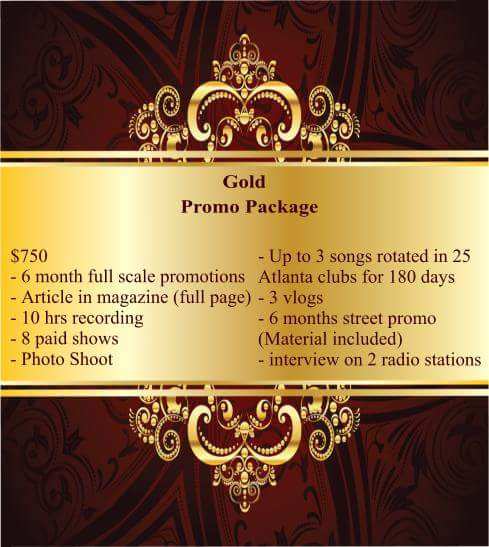 Gold
Promo Package
$750
- 6 month full scale promotions
- Article in magazine (full page)
- 10 hrs recording
- 8 paid shows
- Photo Shoot
- Up to 3 songs rotated in 25
Atlanta clubs for 180 days
- 3 vlogs
- 6 months street promo
(Material included)
- interview on 2 radio stations